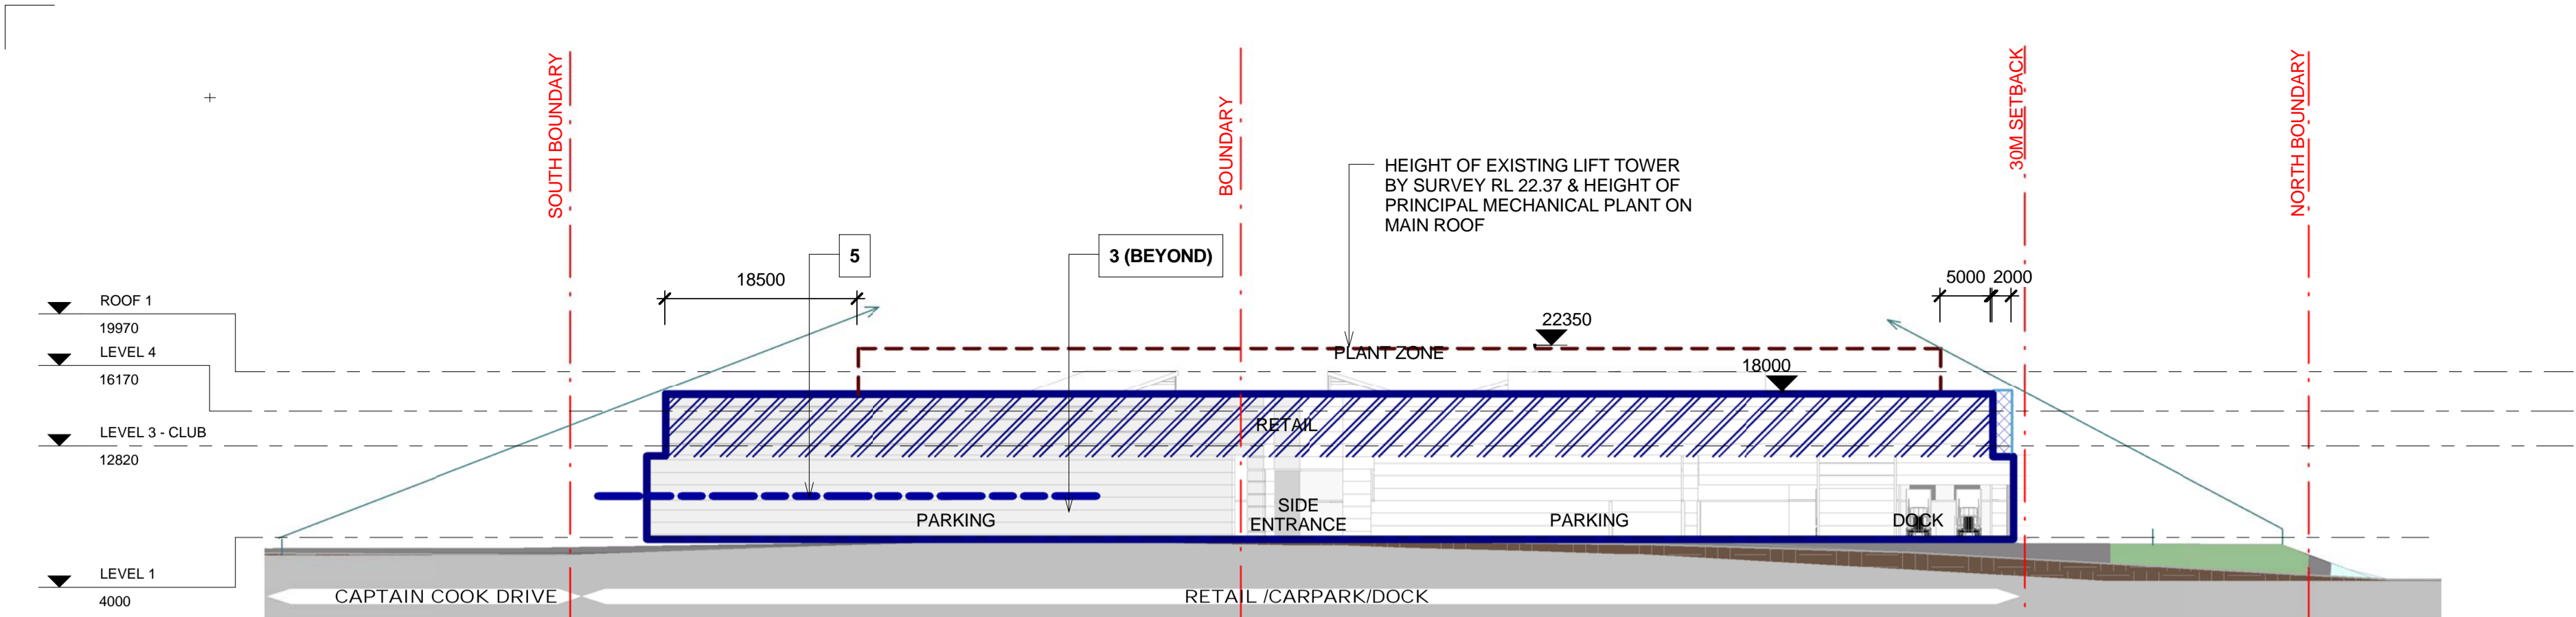 SOUTH BOUNDARY
BOUNDARY
30M SETBACK
NORTH BOUNDARY
HEIGHT OF EXISTING LIFT TOWER
BY SURVEY RL 22.37 & HEIGHT OF
PRINCIPAL MECHANICAL PLANT ON
MAIN ROOF
5
3 (BEYOND)
18500
5000 2000
ROOF 1
19970
LEVEL 4
16170
LEVEL 3 - CLUB
12820
LEVEL 1
4000
22350
PLANT ZONE
18000
RETAIL
PARKING
SIDE
ENTRANCE
PARKING
DOCK
CAPTAIN COOK DRIVE
RETAIL /CARPARK/DOCK